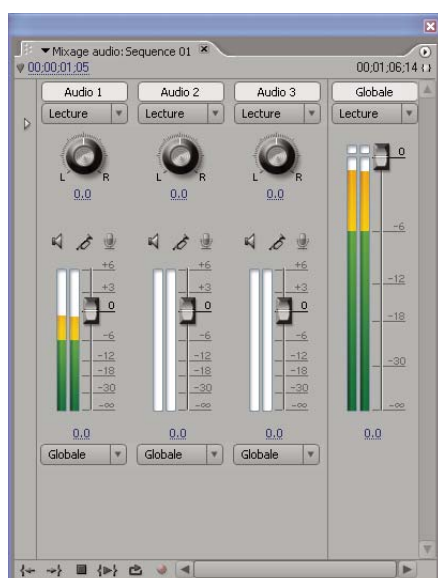 Mixage audio: Sequence 01
00;00;01;05 00;01;06;14
Audio 1 Audio 2 Audio 3 Globale
Lecture Lecture Lecture Lecture
L R L R L R
0.0 0.0 0.0
+6 +6 +6 0
+3 +3 +3
0 0 0 -6
-6 -6 -6 -12
-12 -12 -12 -18
-18 -18 -18
-30 -30 -30 -30
-∞ -∞ -∞ -∞
0.0 0.0 0.0 0.0
Globale Globale Globale